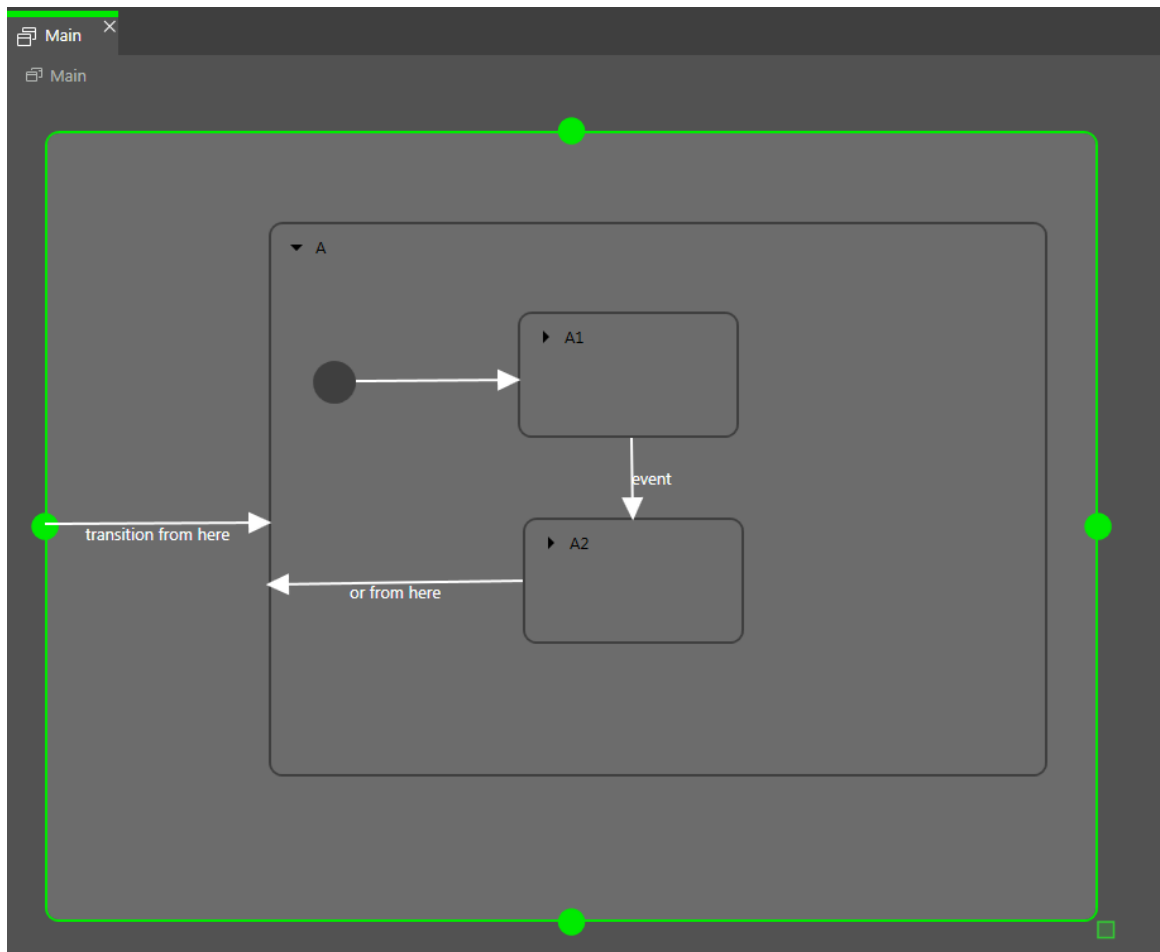 Main
Main
A
A1
event
transition from here
A2
or from here